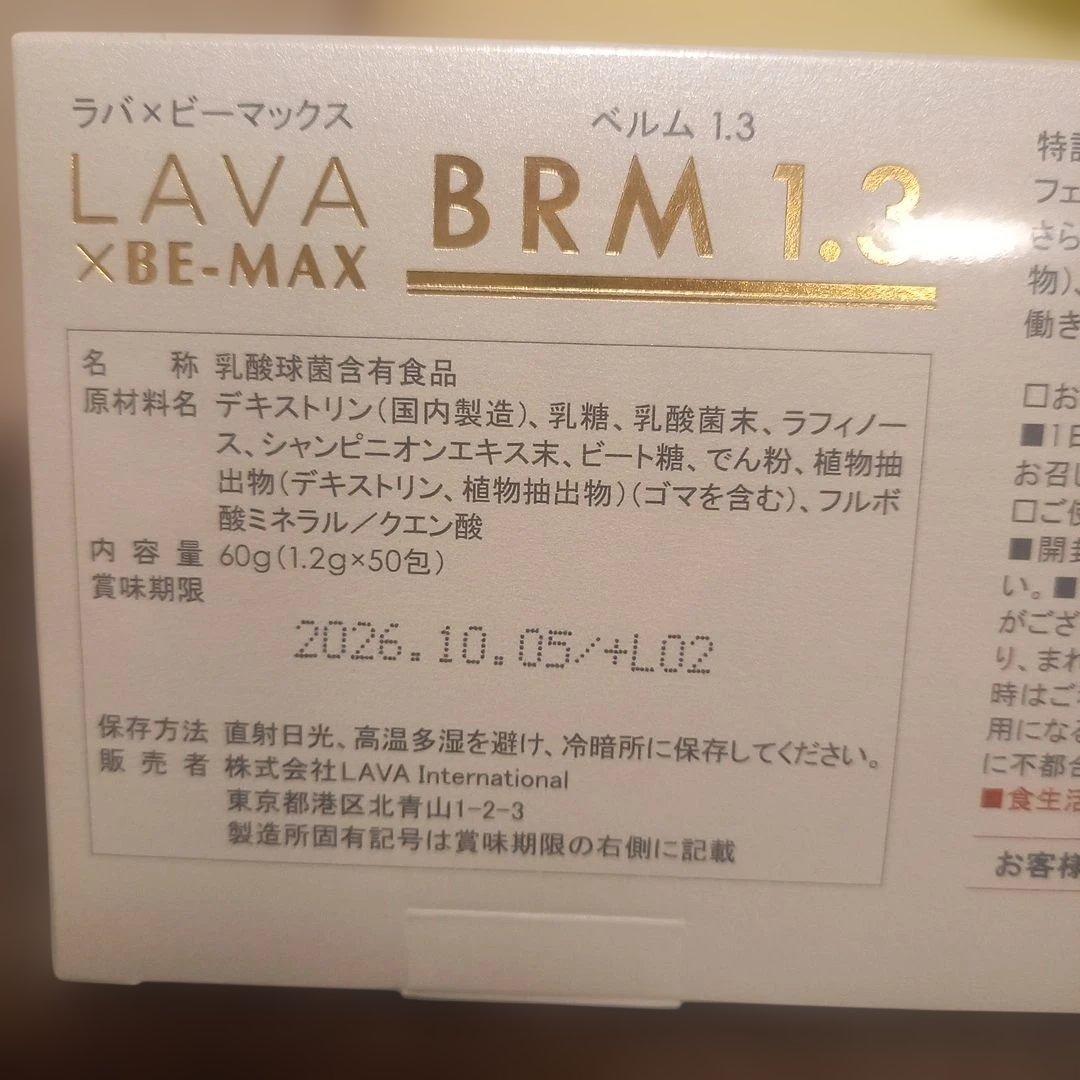 ラバ×ビーマックス
ベルム 1.3
LAVA
×BE-MAX
BRM 1.3
名称 乳酸球菌含有食品
原材料名 デキストリン(国内製造)、乳糖、乳酸菌末、ラフィノー
ス、シャンピニオンエキス末、ビート糖、でん粉、植物抽
出物(デキストリン、植物抽出物)(ゴマを含む)、フルボ
酸ミネラル/クエン酸
内容量 60g(1.2g×50包)
賞味期限
2026.10.05/+L02
保存方法 直射日光、高温多湿を避け、冷暗所に保存してください。
販売者 株式会社LAVA International
東京都港区北青山1-2-3
製造所固有記号は賞味期限の右側に記載
フェ
さら
物)、
働き
□お
■1日
お召し
□ご使
■開封
い。■
がござ
り、まれ
時はご
用になる
に不都合
■食生活
お客様